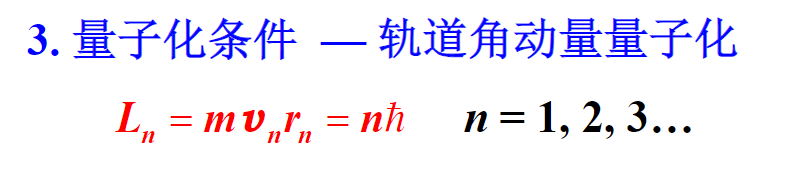 3. 量子化条件 — 轨道角动量量子化
Lₙ = mvₙrₙ = nħ n = 1, 2, 3…